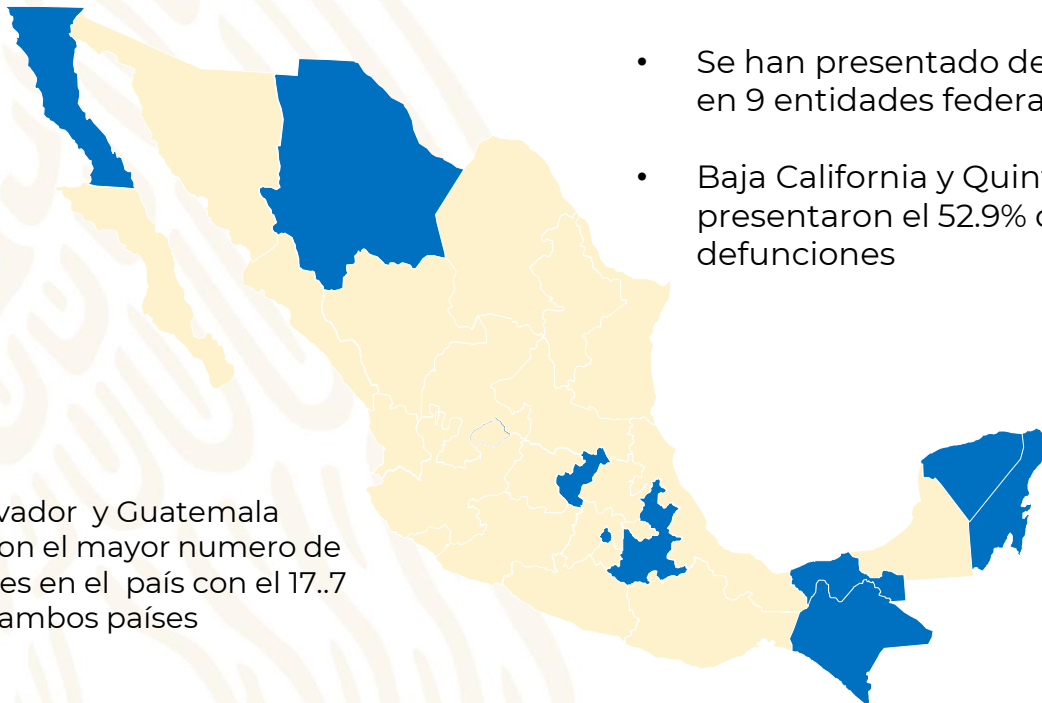 • Se han presentado de
en 9 entidades federa
• Baja California y Quin
presentaron el 52.9%
defunciones
vador y Guatemala
on el mayor numero de
es en el país con el 17..7
ambos países